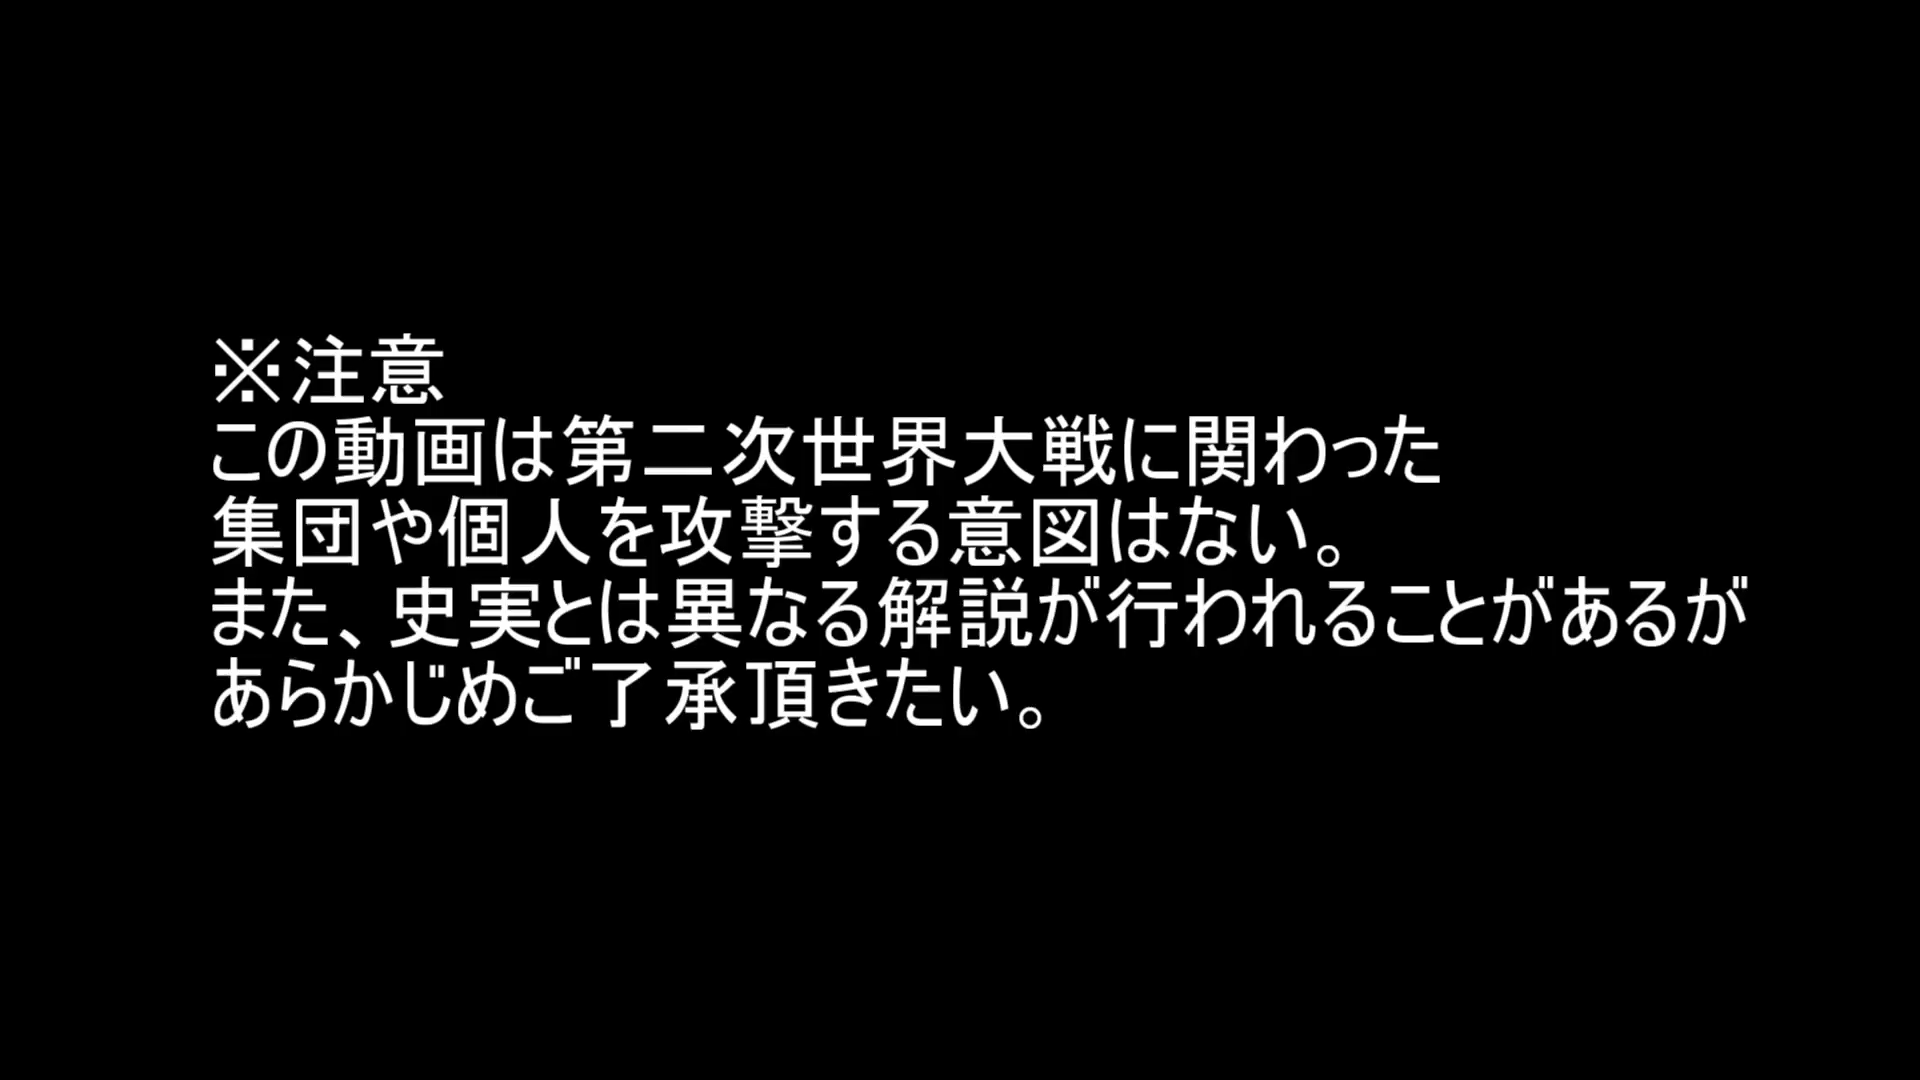 ※注意
この動画は第二次世界大戦に関わった
集団や個人を攻撃する意図はない。
また、史実とは異なる解説が行われることがあるが
あらかじめご了承頂きたい。